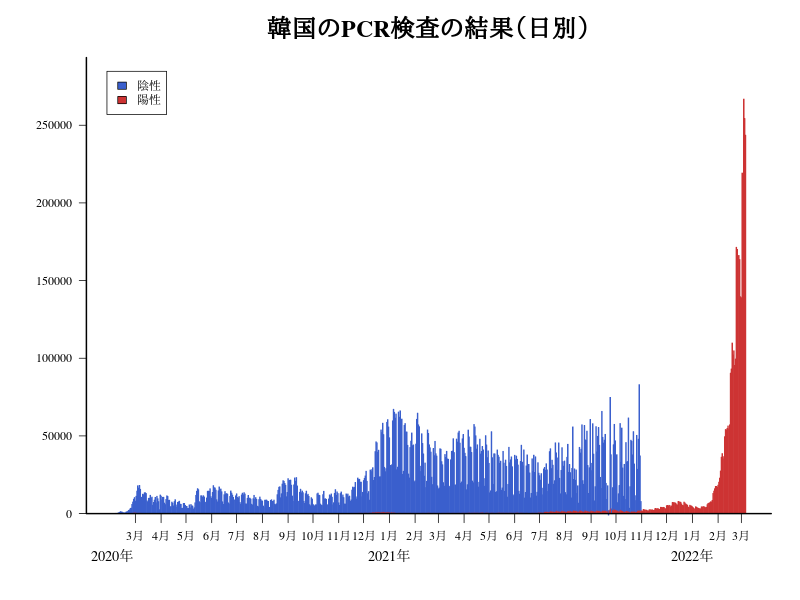 韓国のPCR検査の結果（日別）
陰性
陽性
250000
200000
150000
100000
50000
0
3月 4月 5月 6月 7月 8月 9月 10月 11月 12月 1月 2月 3月 4月 5月 6月 7月 8月 9月 10月 11月 12月 1月 2月 3月
2020年 2021年 2022年